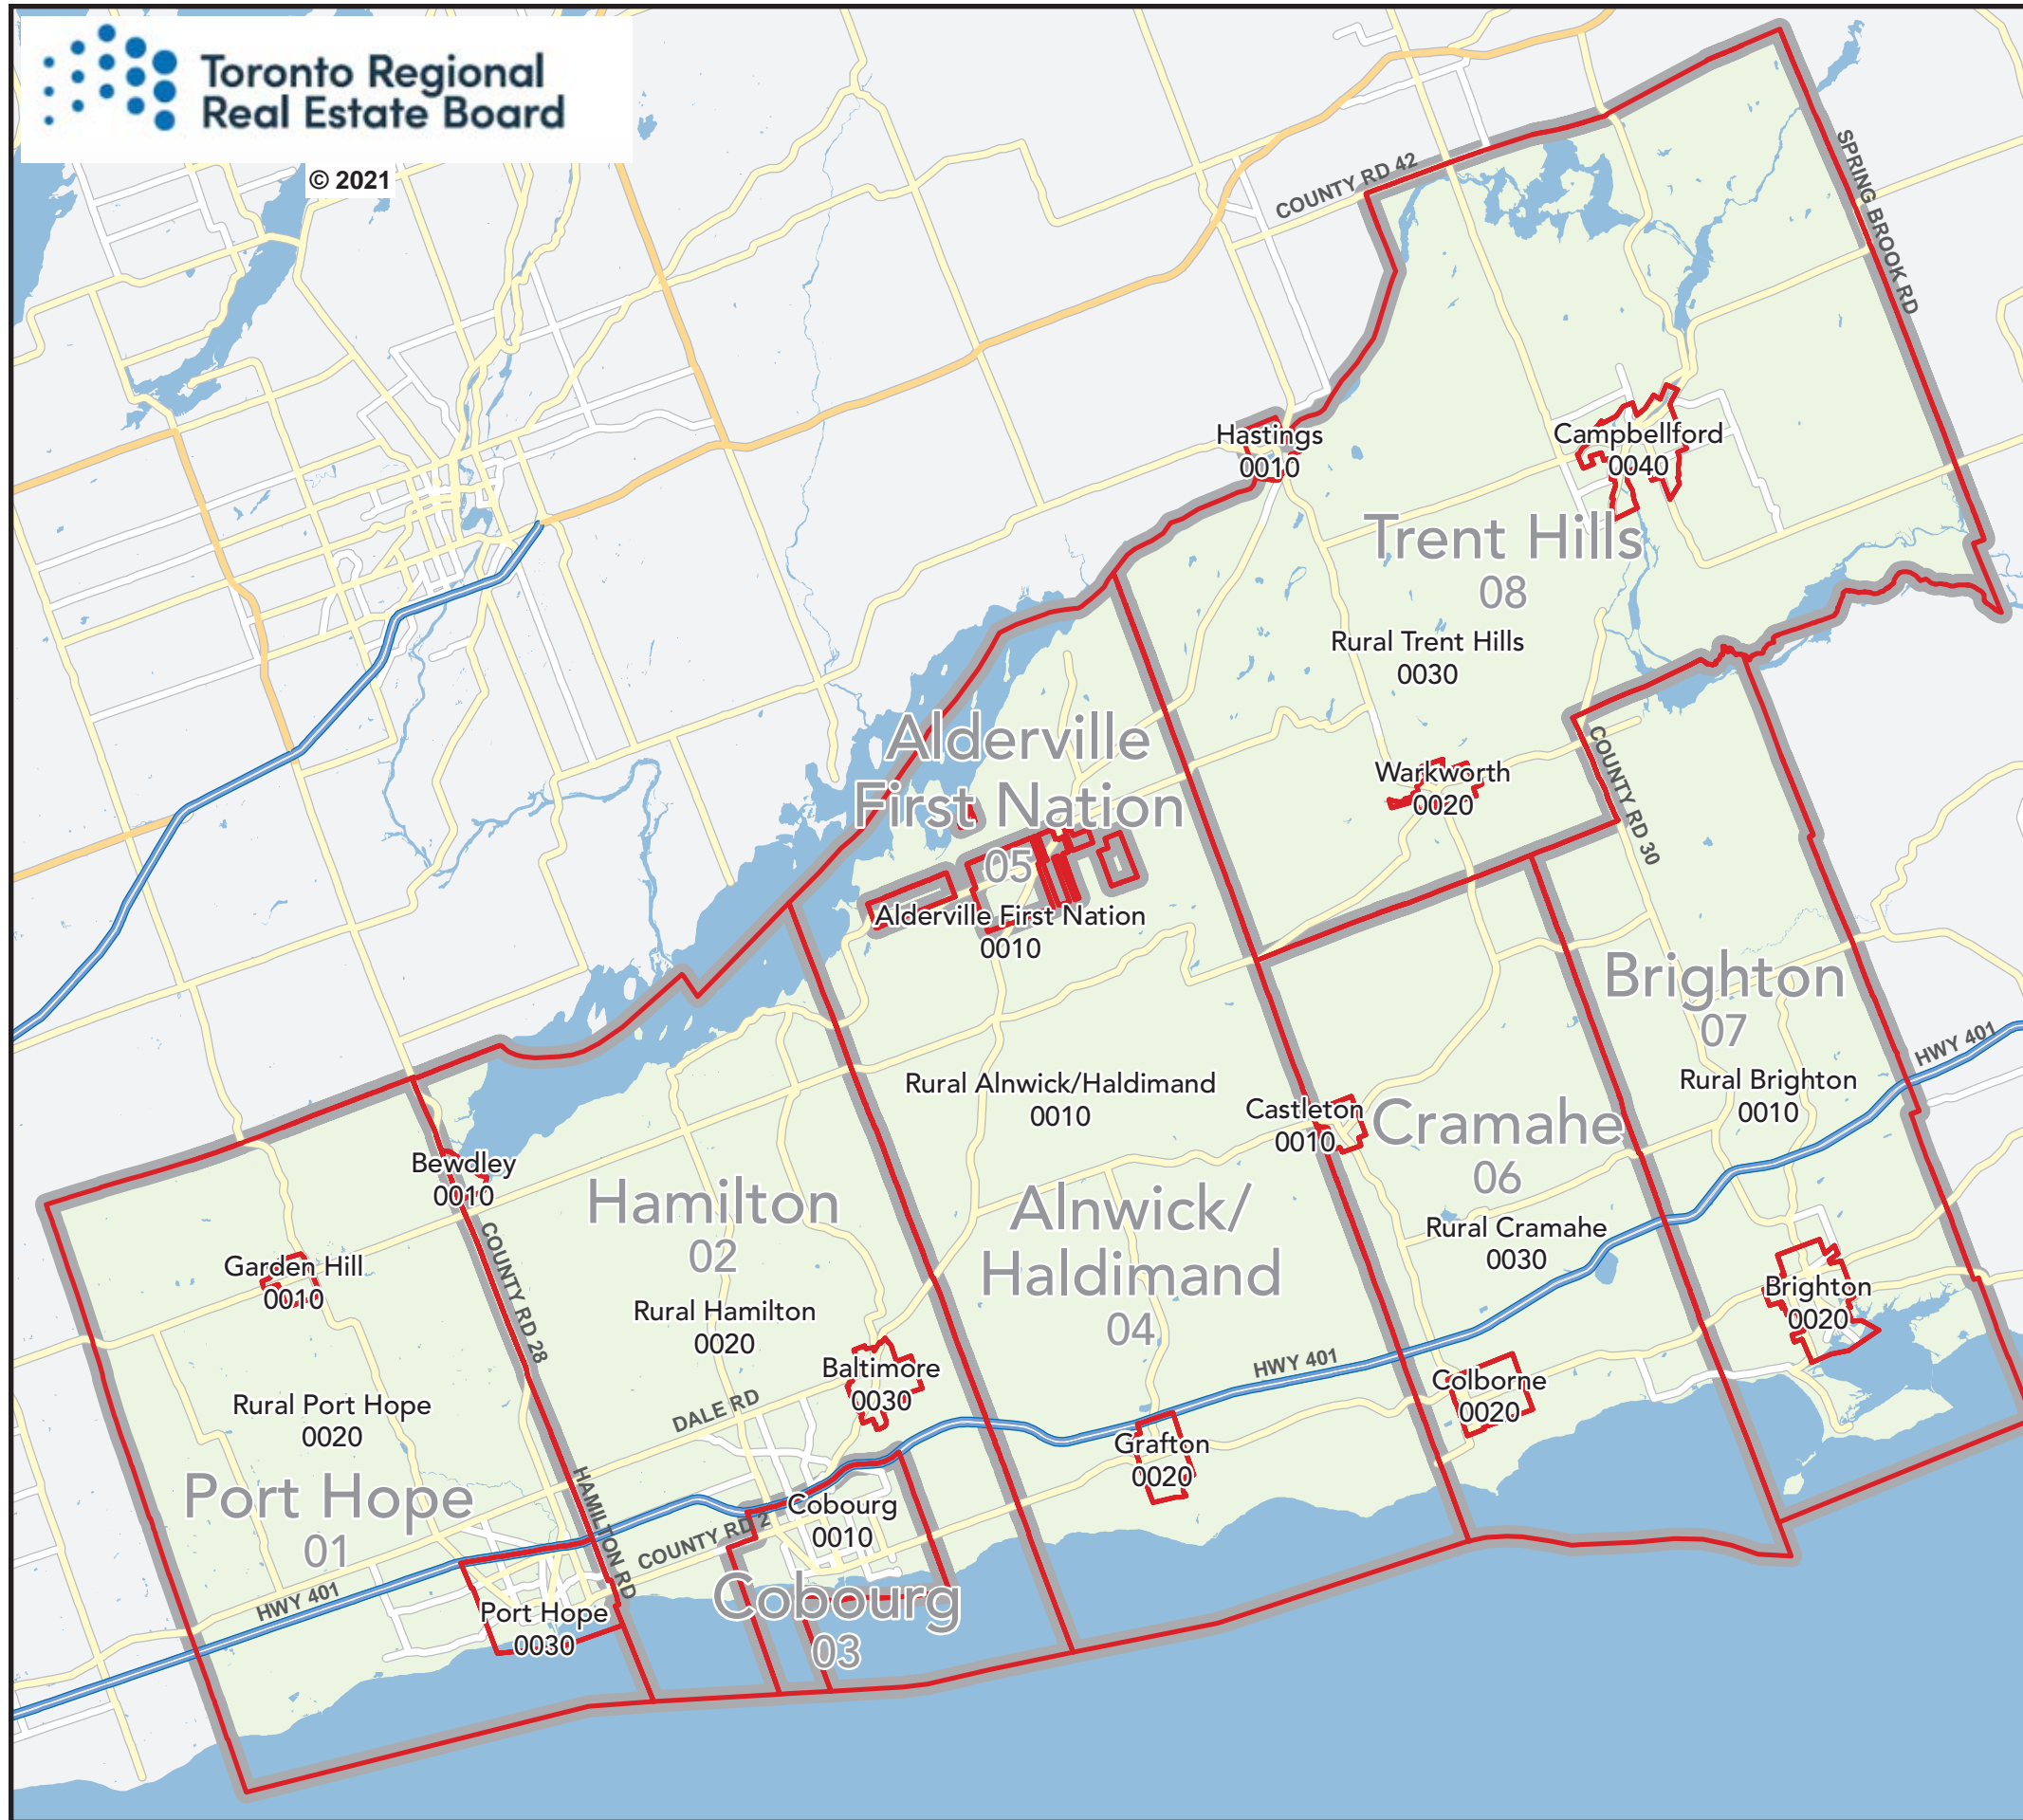 Toronto Regional
Real Estate Board
© 2021
COUNTY RD 42
SPRING BROOK RD
Hastings
0010
Campbellford
0040
Trent Hills
08
Rural Trent Hills
0030
Alderville
First Nation
05
Alderville First Nation
0010
Warkworth
0020
COUNTY RD 30
Brighton
07
Rural Brighton
0010
HWY 401
Rural Alnwick/Haldimand
0010
Castleton
0010
Cramahe
06
Rural Cramahe
0030
Bewdley
0010
COUNTY RD 28
Hamilton
02
Rural Hamilton
0020
Alnwick/
Haldimand
04
Garden Hill
0010
Brighton
0020
Baltimore
0030
HWY 401
Colborne
0020
DALE RD
Rural Port Hope
0020
Grafton
0020
Port Hope
01
HAMILTON RD
Cobourg
0010
COUNTY RD 2
Cobourg
03
HWY 401
Port Hope
0030